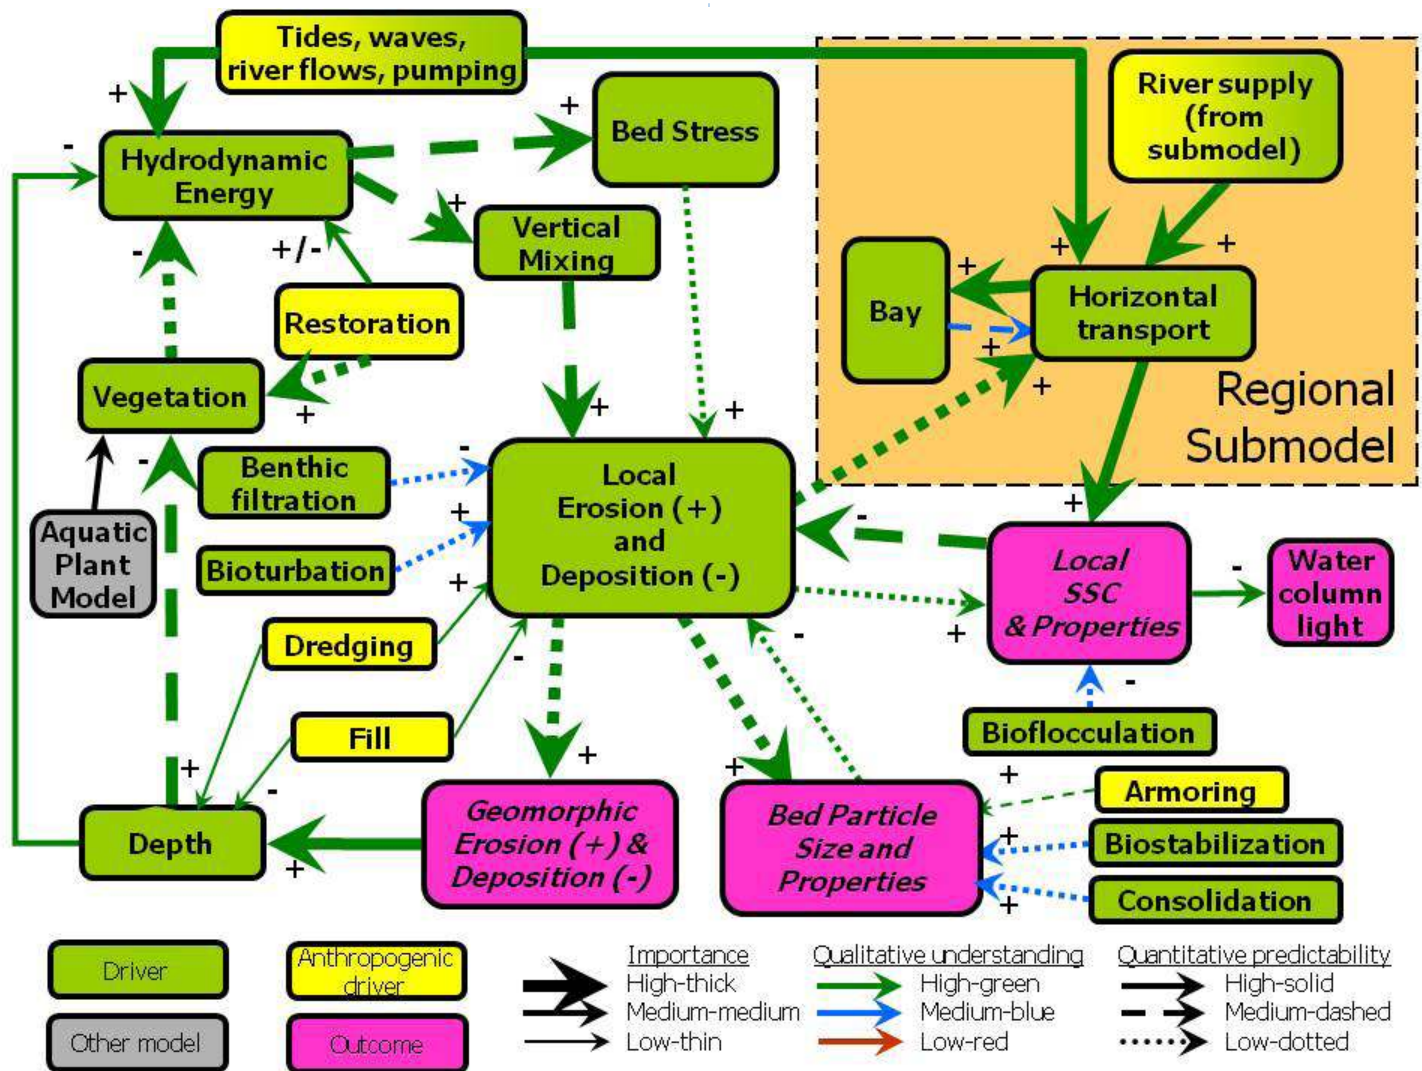 Tides, waves,
river flows, pumping
+
-
Hydrodynamic
Energy
+
Bed Stress
+
Vertical
Mixing
River supply
(from
submodel)
+
+
+
Bay
Horizontal
transport
+
+
Regional
Submodel
-
+/-
Restoration
+
Vegetation
-
Aquatic
Plant
Model
Benthic
filtration
-
Bioturbation
+
+
+
+
Local
Erosion (+)
and
Deposition (-)
-
+
+
Local
SSC
& Properties
-
Water
column
light
-
Bioflocculation
Dredging
-
-
Fill
+
-
+
+
Depth
+
Geomorphic
Erosion (+) &
Deposition (-)
Bed Particle
Size and
Properties
+
Armoring
+
Biostabilization
+
Consolidation
Driver
Anthropogenic
driver
Other model
Outcome
Importance
High-thick
Medium-medium
Low-thin
Qualitative understanding
High-green
Medium-blue
Low-red
Quantitative predictability
High-solid
Medium-dashed
Low-dotted